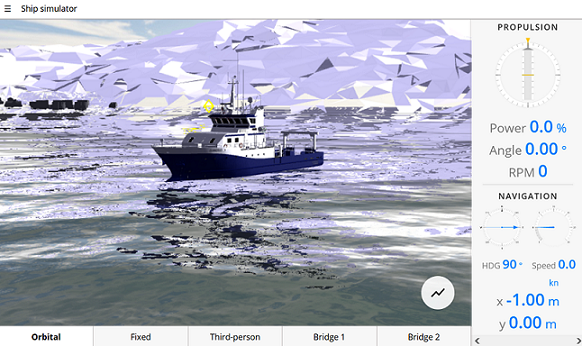 Ship simulator
PROPULSION
Power 0.0 %
Angle 0.00 °
RPM 0
NAVIGATION
HDG 90 ° Speed 0.0
kn
x -1.00 m
y 0.00 m
Orbital Fixed Third-person Bridge 1 Bridge 2